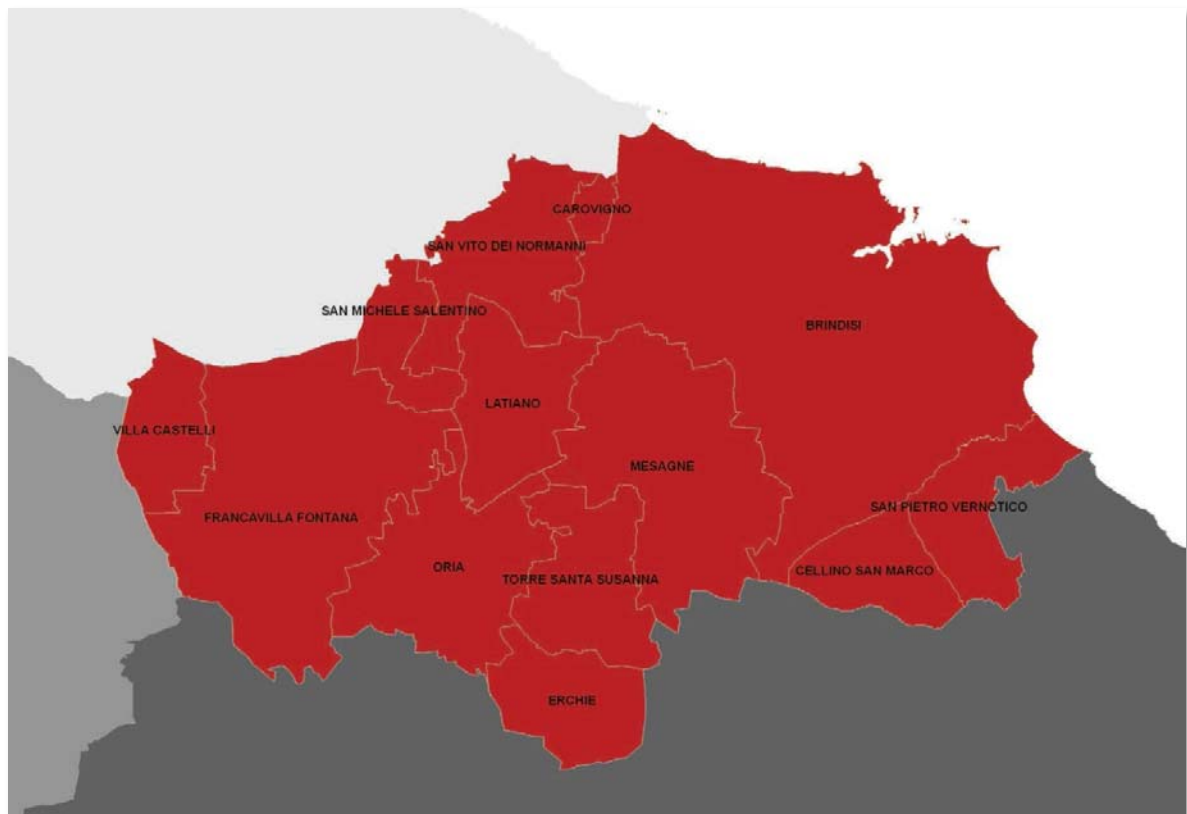 CAROVIGNO
SAN VITO DEI NORMANNI
SAN MICHELE SALENTINO
BRINDISI
LATIANO
VILLA CASTELLI
MESAGNE
SAN PIETRO VERNOTICO
FRANCAVILLA FONTANA
ORIA
CELLINO SAN MARCO
TORRE SANTA SUSANNA
ERCHIE